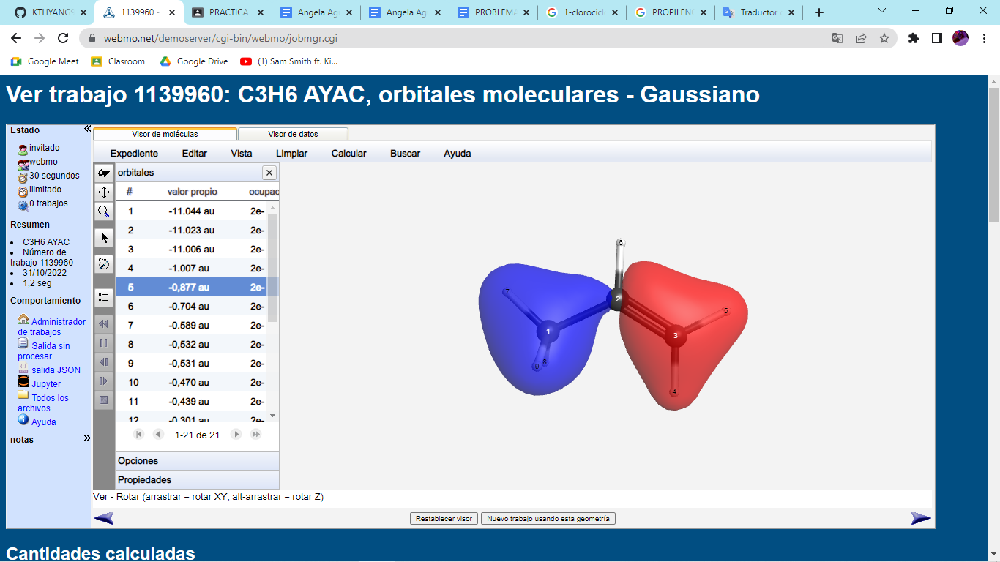 KTHYANG
1139960 -
PRACTICA
Angela Ag
Angela Ag
PROBLEMA
1-clorocicl
PROPILENO
Traductor
webmo.net/demoserver/cgi-bin/webmo/jobmgr.cgi
Google Meet
Clasroom
Google Drive
(1) Sam Smith ft. Ki...
Ver trabajo 1139960: C3H6 AYAC, orbitales moleculares - Gaussiano
Estado
invitado
webmo
30 segundos
ilimitado
0 trabajos
Resumen
C3H6 AYAC
Número de
trabajo 1139960
31/10/2022
1,2 seg
Comportamiento
Administrador
de trabajos
Salida sin
procesar
salida JSON
Jupyter
Todos los
archivos
Ayuda
notas
Visor de moléculas Visor de datos
Expediente Editar Vista Limpiar Calcular Buscar Ayuda
orbitales
# valor propio ocupac
1 -11.044 au 2e-
2 -11.023 au 2e-
3 -11.006 au 2e-
4 -1.007 au 2e-
5 -0,877 au 2e-
6 -0.704 au 2e-
7 -0.589 au 2e-
8 -0,532 au 2e-
9 -0,531 au 2e-
10 -0,470 au 2e-
11 -0,439 au 2e-
12 -0.301 au 2e-
1-21 de 21
Opciones
Propiedades
6
7
2
5
1
3
9 8
4
Ver - Rotar (arrastrar = rotar XY; alt-arrastrar = rotar Z)
Restablecer visor Nuevo trabajo usando esta geometría
Cantidades calculadas